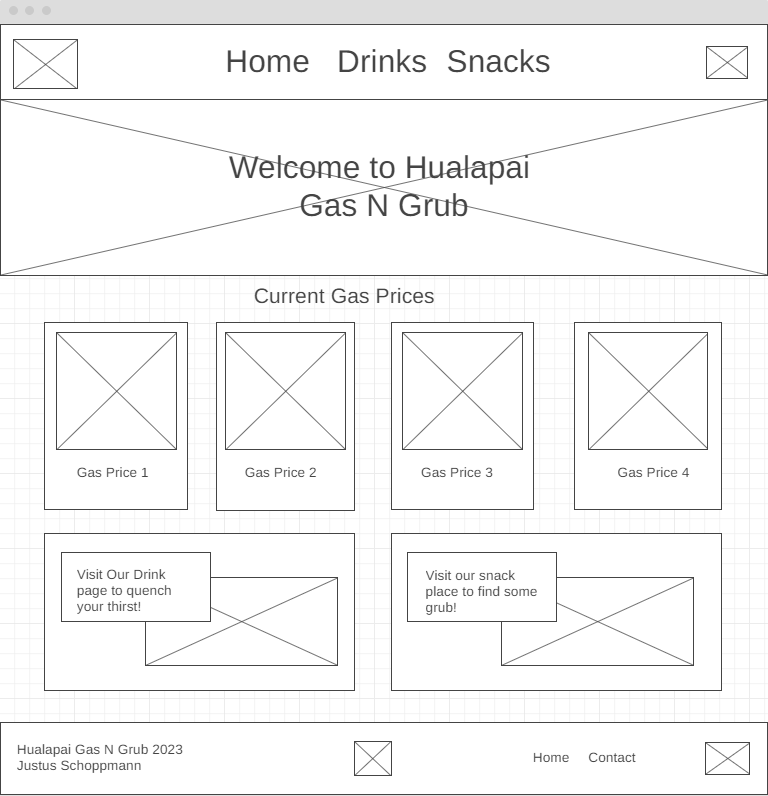 Home Drinks Snacks
Welcome to Hualapai
Gas N Grub
Current Gas Prices
Gas Price 1
Gas Price 2
Gas Price 3
Gas Price 4
Visit Our Drink
page to quench
your thirst!
Visit our snack
place to find some
grub!
Hualapai Gas N Grub 2023
Justus Schoppmann
Home Contact